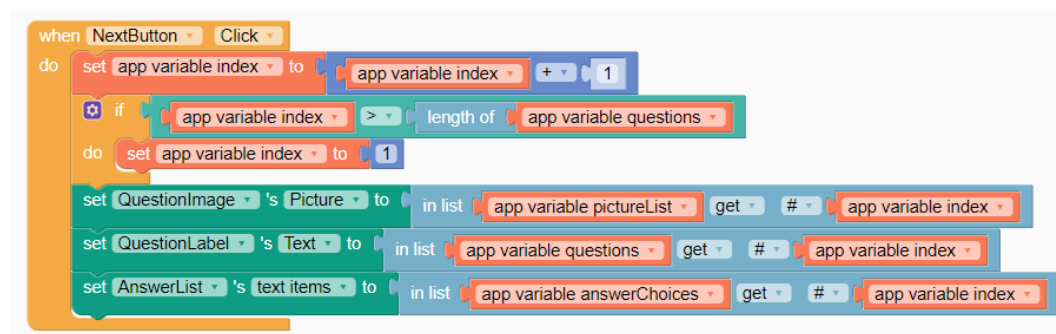 when NextButton Click
do set app variable index to app variable index + 1
if app variable index > length of app variable questions
do set app variable index to 1
set QuestionImage 's Picture to in list app variable pictureList get # app variable index
set QuestionLabel 's Text to in list app variable questions get # app variable index
set AnswerList 's text items to in list app variable answerChoices get # app variable index